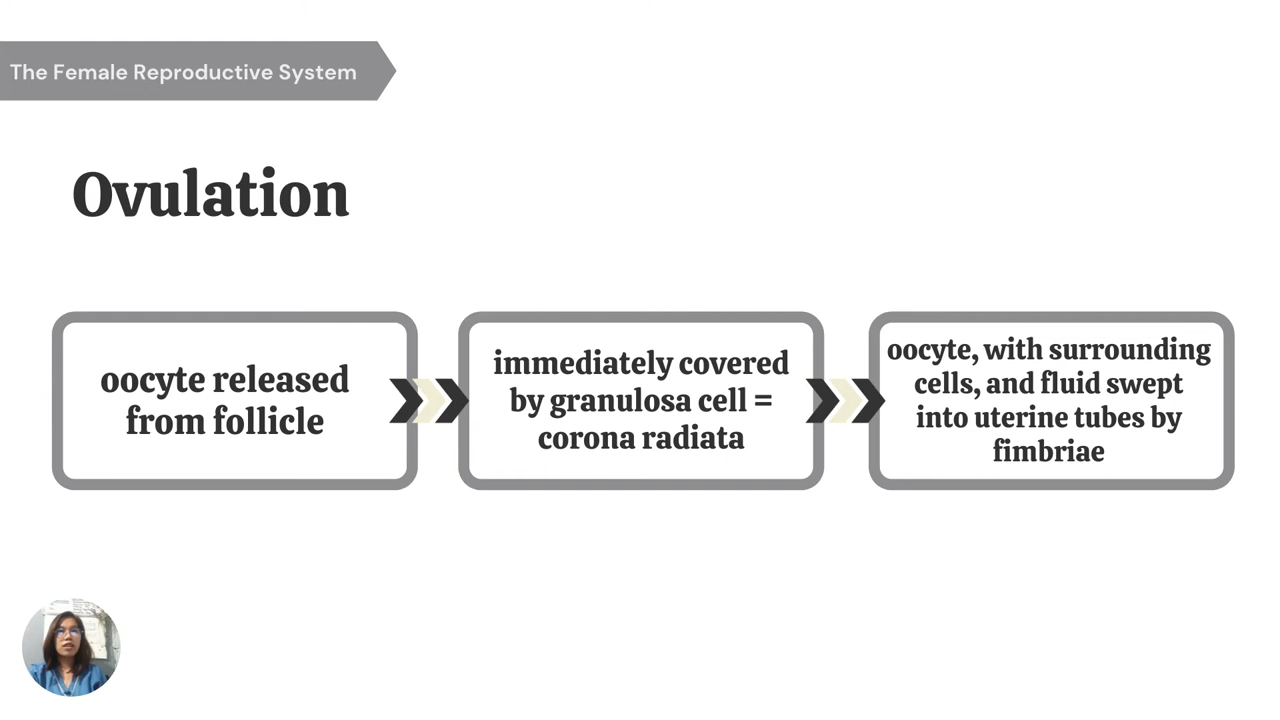 The Female Reproductive System
Ovulation
oocyte released
from follicle
immediately covered
by granulosa cell =
corona radiata
oocyte, with surrounding
cells, and fluid swept
into uterine tubes by
fimbriae